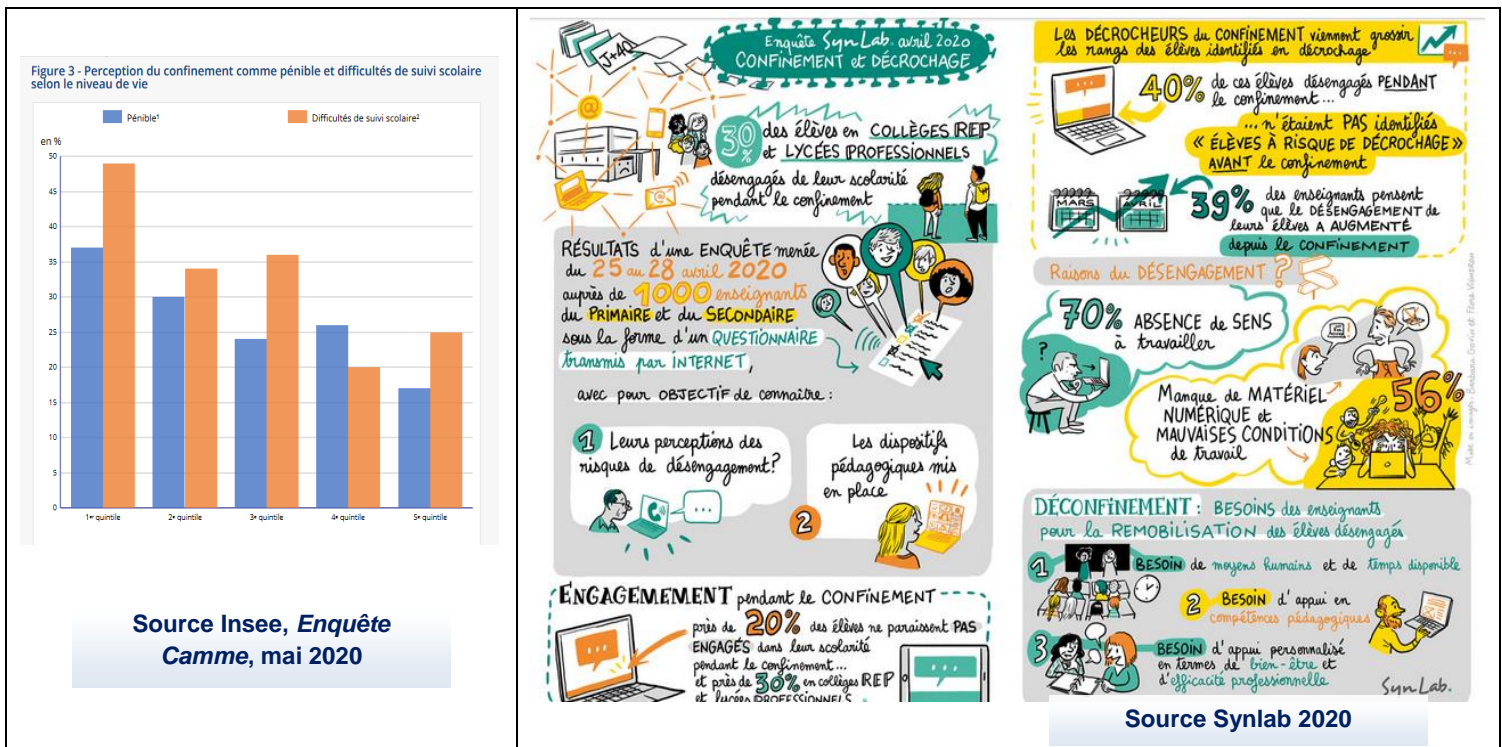 Figure 3 - Perception du confinement comme pénible et difficultés de suivi scolaire
selon le niveau de vie
Pénible¹
Difficultés de suivi scolaire²
en %
50
45
40
35
30
25
20
15
10
5
0
1er quintile
2e quintile
3e quintile
4e quintile
5e quintile
Source Insee, Enquête
Camme, mai 2020
J+40
Enquête SynLab. avril 2020
CONFINEMENT et DÉCROCHAGE
30
%
des élèves en COLLÈGES REP
et LYCÉES PROFESSIONNELS
désengagés de leur scolarité
pendant le confinement
@
@
RÉSULTATS d'une ENQUÊTE menée
du 25 au 28 avril 2020
auprès de 1000 enseignants
du PRIMAIRE et du SECONDAIRE
sous la forme d'un QUESTIONNAIRE
transmis par INTERNET,
avec pour OBJECTIF de connaître :
1 Leurs perceptions des
risques de désengagement?
Les dispositifs
pédagogiques mis
en place
2
ENGAGEMEMENT pendant le CONFINEMENT
près de 20% des élèves ne paraissent PAS
ENGAGÉS dans leur scolarité
pendant le confinement...
et près de 30% en collèges REP
et lycées PROFESSIONNELS
LES DÉCROCHEURS du CONFINEMENT viennent grossir
les rangs des élèves identifiés en décrochage
40% de ces élèves désengagés PENDANT
le confinement...
... n'étaient PAS identifiés
« ÉLÈVES À RISQUE DE DÉCROCHAGE »
AVANT le confinement
MARS
AVRIL
39% des enseignants pensent
que le DÉSENGAGEMENT de
leurs élèves A AUGMENTÉ
depuis le CONFINEMENT
Raisons du DÉSENGAGEMENT ?
70% ABSENCE de SENS
à travailler
?
Manque de MATÉRIEL
NUMÉRIQUE et
MAUVAISES CONDITIONS
de travail
56%
DÉCONFINEMENT : BESOINS des enseignants
pour la REMOBILISATION des élèves désengagés
1 BESOIN de moyens humains et de temps disponible
2 BESOIN d'appui en
compétences pédagogiques
3 BESOIN d'appui personnalisé
en termes de bien-être et
d'efficacité professionnelle
SynLab.
Source Synlab 2020